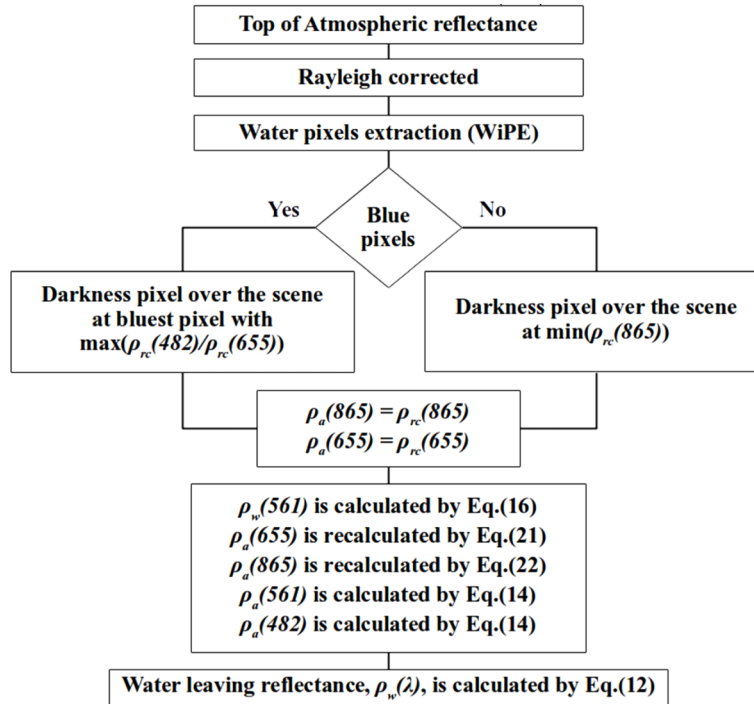 Top of Atmospheric reflectance
Rayleigh corrected
Water pixels extraction (WiPE)
Yes
Blue
pixels
No
Darkness pixel over the scene
at bluest pixel with
max(ρrc(482)/ρrc(655))
Darkness pixel over the scene
at min(ρrc(865))
ρa(865) = ρrc(865)
ρa(655) = ρrc(655)
ρw(561) is calculated by Eq.(16)
ρa(655) is recalculated by Eq.(21)
ρa(865) is recalculated by Eq.(22)
ρa(561) is calculated by Eq.(14)
ρa(482) is calculated by Eq.(14)
Water leaving reflectance, ρw(λ), is calculated by Eq.(12)